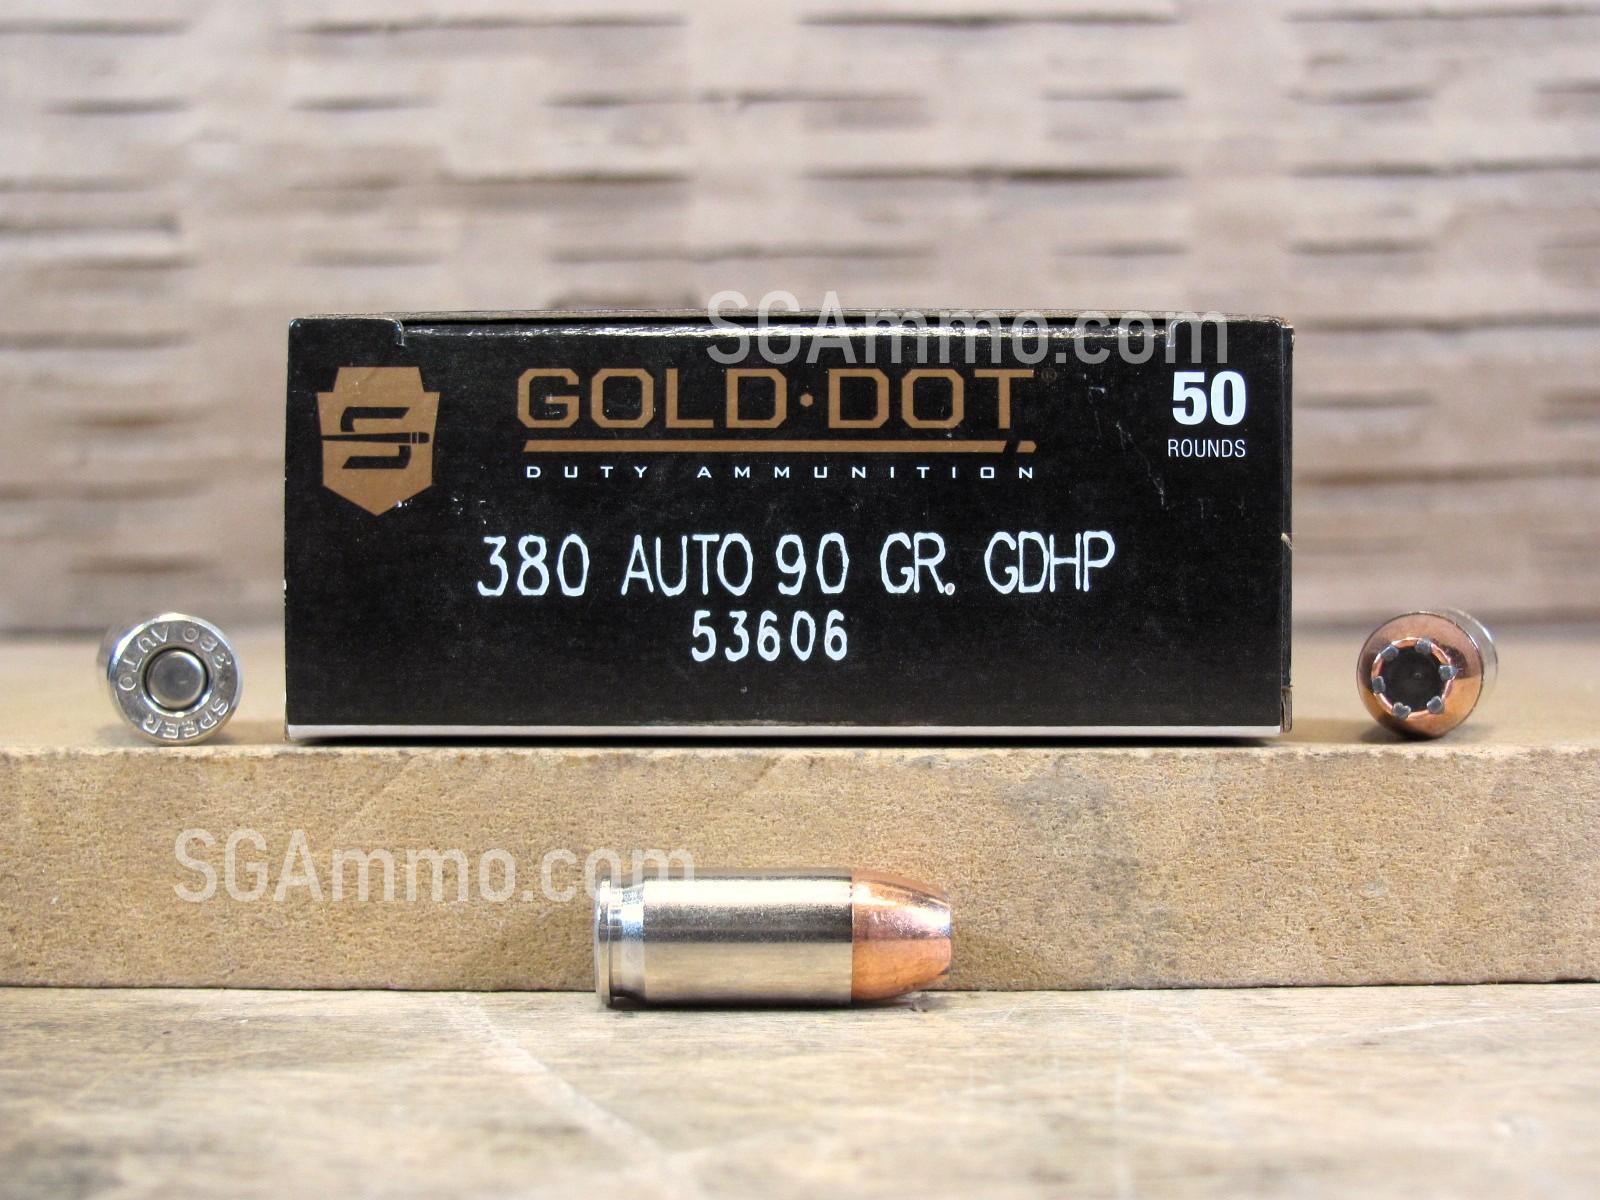 SGAmmo.com
GOLD DOT®
50
ROUNDS
DUTY AMMUNITION
380 AUTO 90 GR. GDHP
53606
380 AUTO SPEER
SGAmmo.com